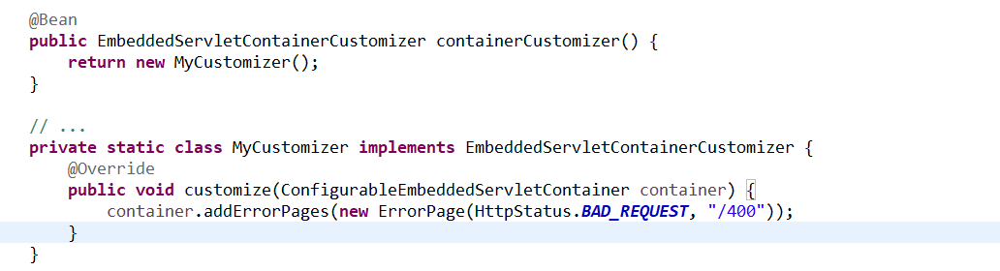 @Bean
public EmbeddedServletContainerCustomizer containerCustomizer() {
    return new MyCustomizer();
}

// ...
private static class MyCustomizer implements EmbeddedServletContainerCustomizer {
    @Override
    public void customize(ConfigurableEmbeddedServletContainer container) {
        container.addErrorPages(new ErrorPage(HttpStatus.BAD_REQUEST, "/400"));
    }
}